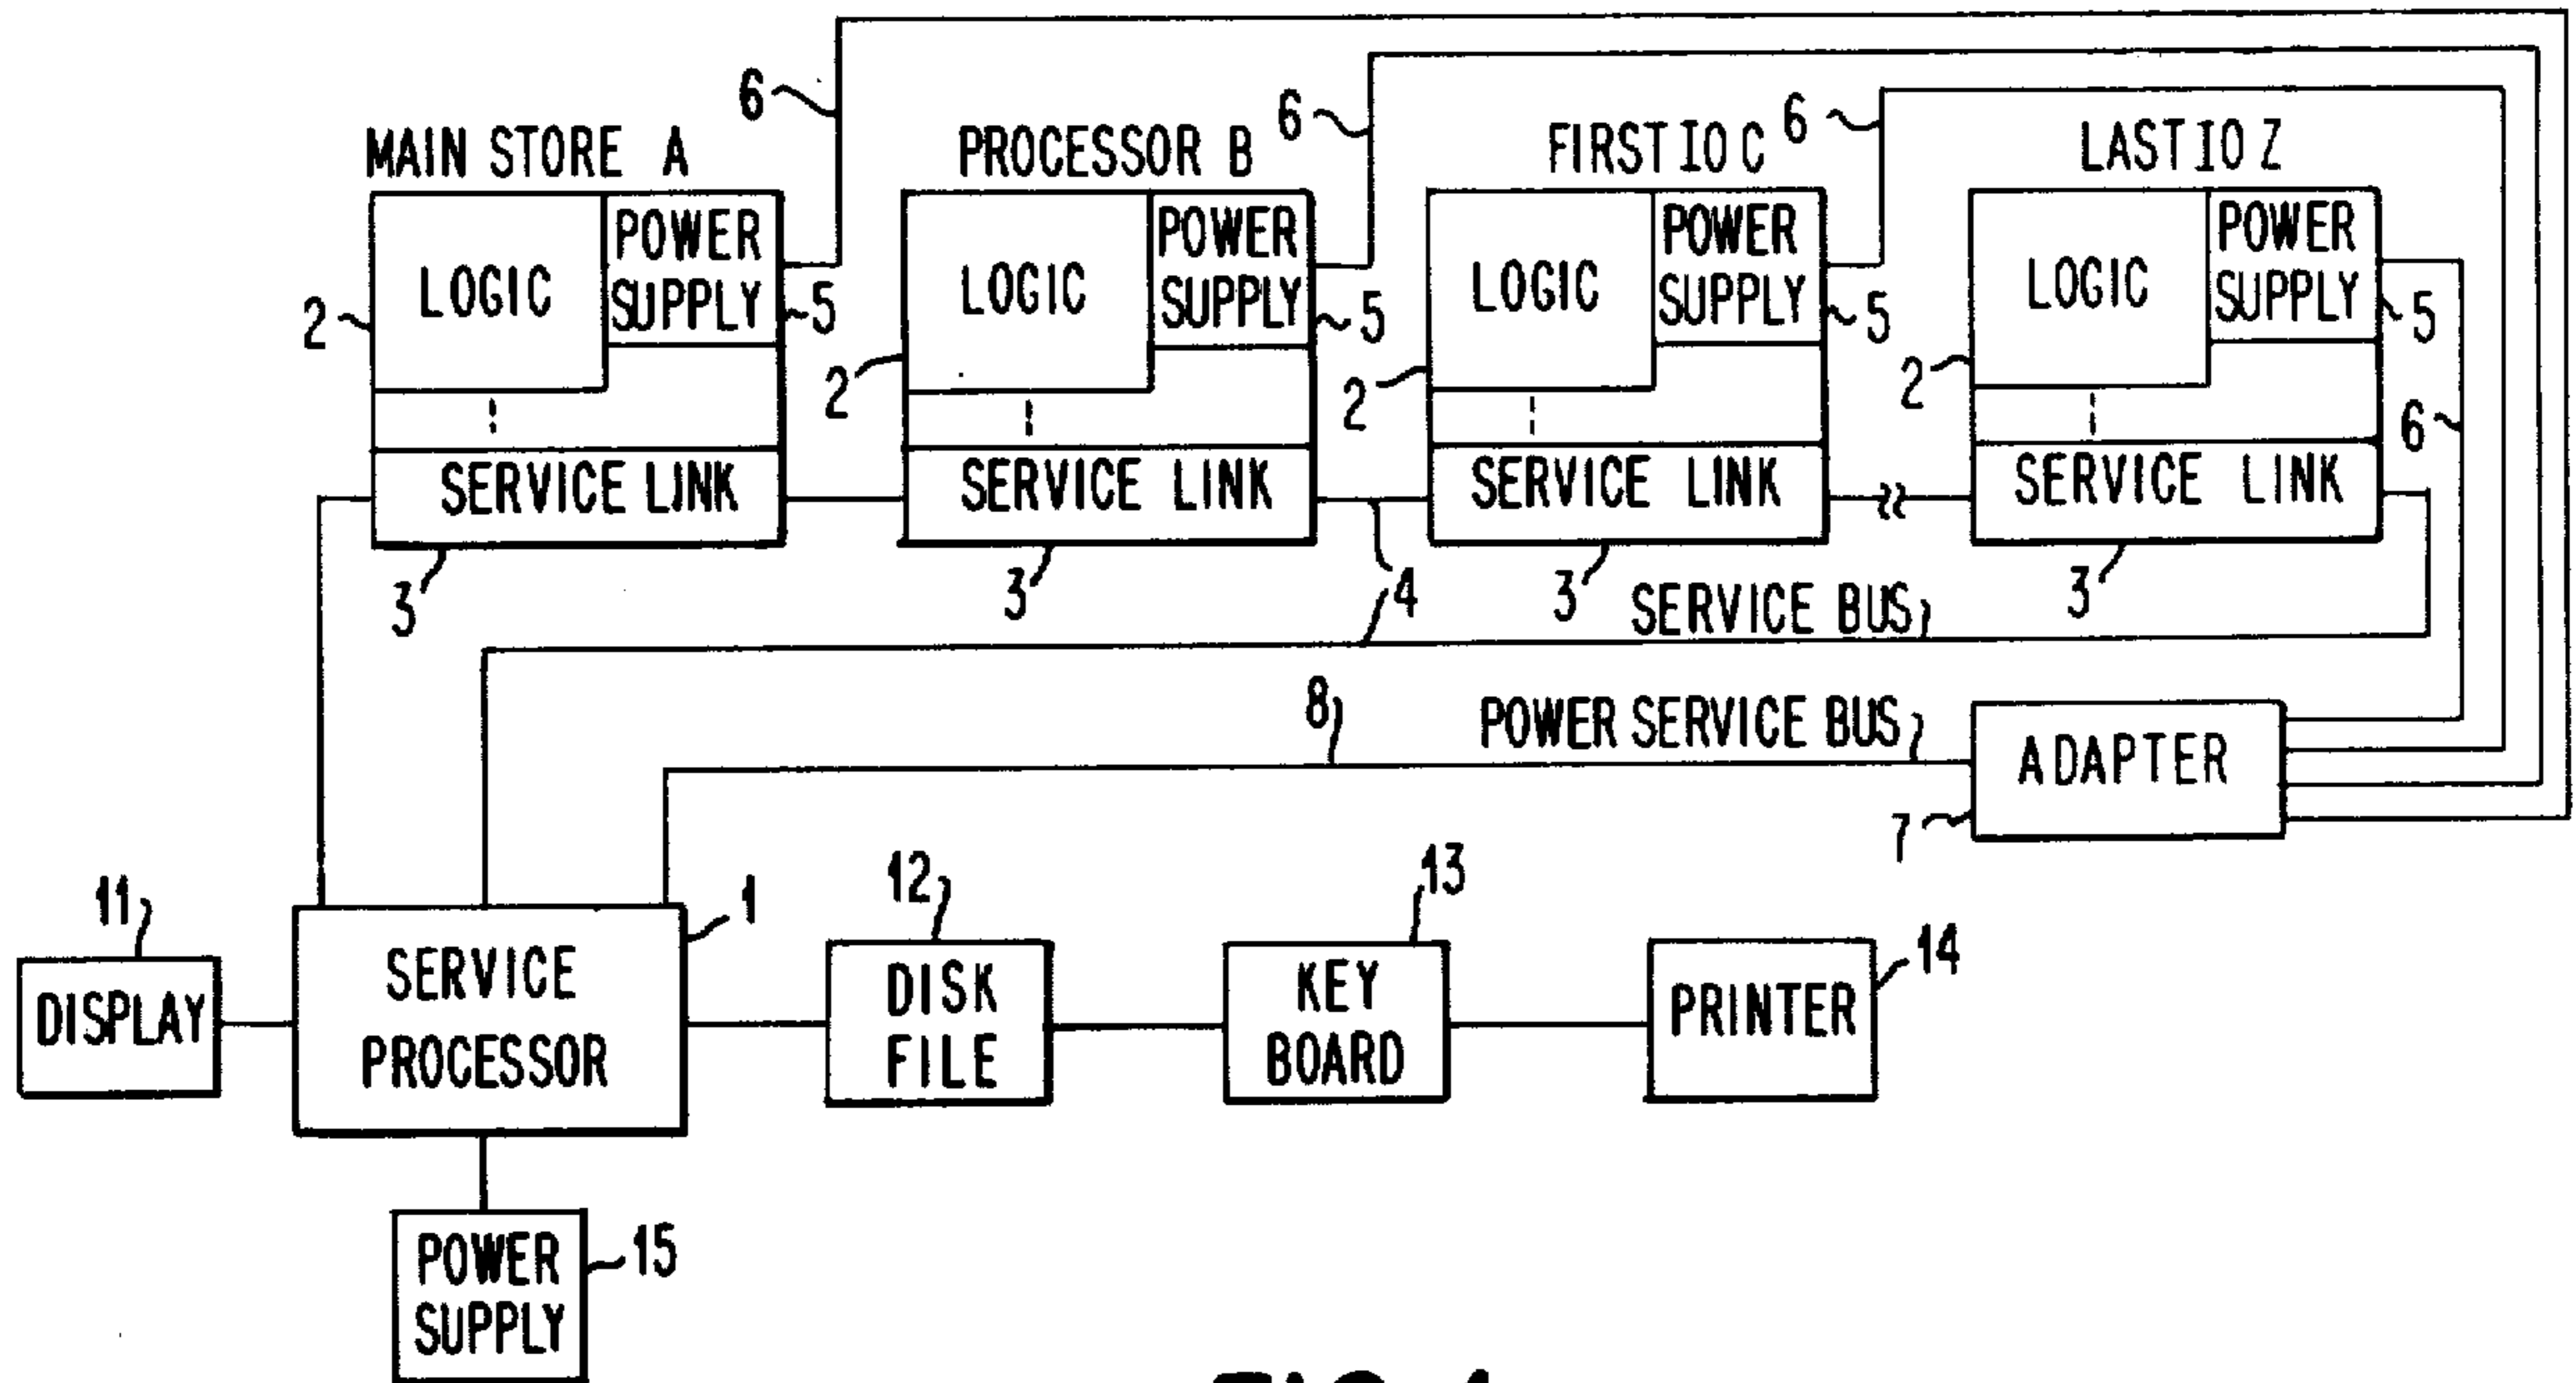 6
6
6
MAIN STORE A
PROCESSOR B
FIRST IO C
LAST IO Z
LOGIC
POWER
SUPPLY
2
5
SERVICE LINK
3
LOGIC
POWER
SUPPLY
2
5
SERVICE LINK
3
LOGIC
POWER
SUPPLY
2
5
SERVICE LINK
3
LOGIC
POWER
SUPPLY
2
5
6
SERVICE LINK
3
4
SERVICE BUS
8
POWER SERVICE BUS
ADAPTER
7
11
DISPLAY
1
SERVICE
PROCESSOR
12
DISK
FILE
13
KEY
BOARD
14
PRINTER
POWER
SUPPLY
15